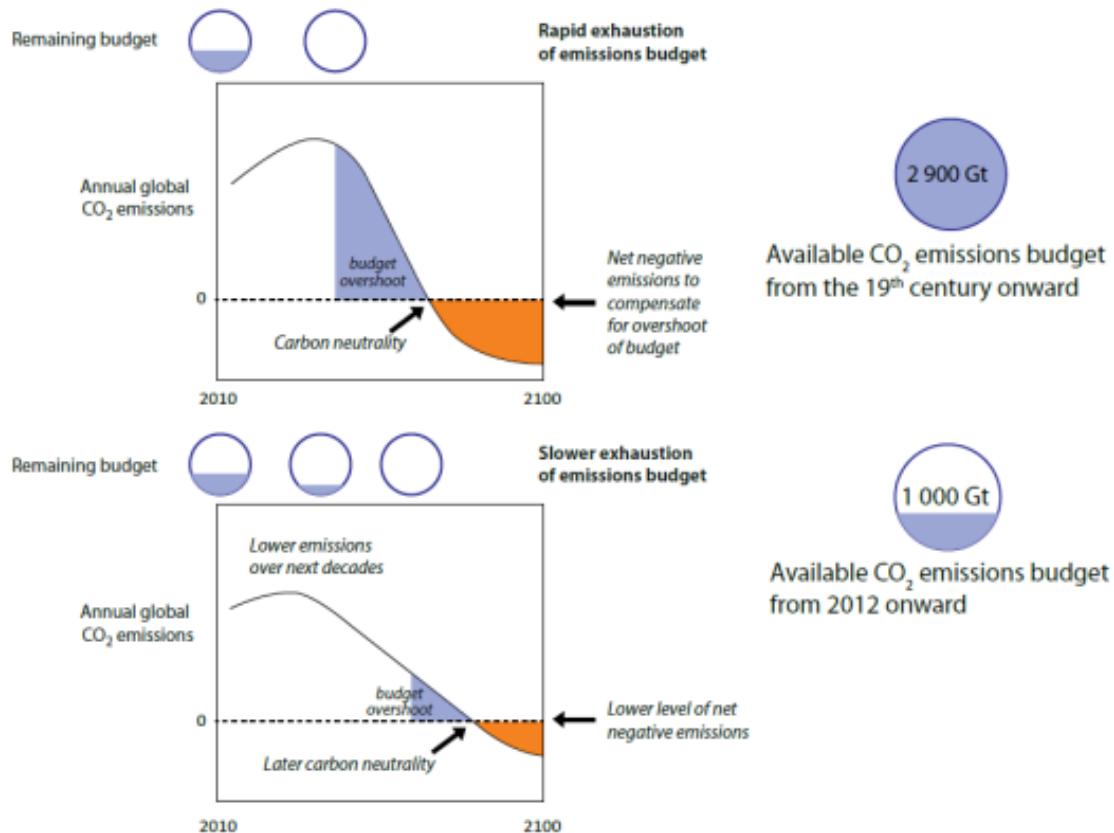 Remaining budget
Rapid exhaustion
of emissions budget
Annual global
CO₂ emissions
budget
overshoot
0
Carbon neutrality
Net negative
emissions to
compensate
for overshoot
of budget
2010
2100
2 900 Gt
Available CO₂ emissions budget
from the 19th century onward
Remaining budget
Slower exhaustion
of emissions budget
Lower emissions
over next decades
Annual global
CO₂ emissions
budget
overshoot
0
Later carbon neutrality
Lower level of net
negative emissions
2010
2100
1 000 Gt
Available CO₂ emissions budget
from 2012 onward